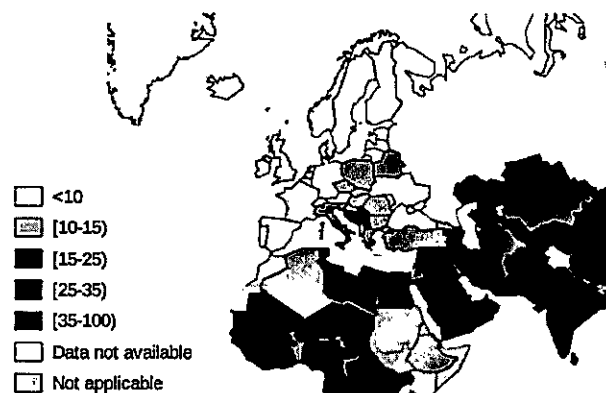 <10
[10-15)
[15-25)
[25-35)
[35-100)
Data not available
Not applicable